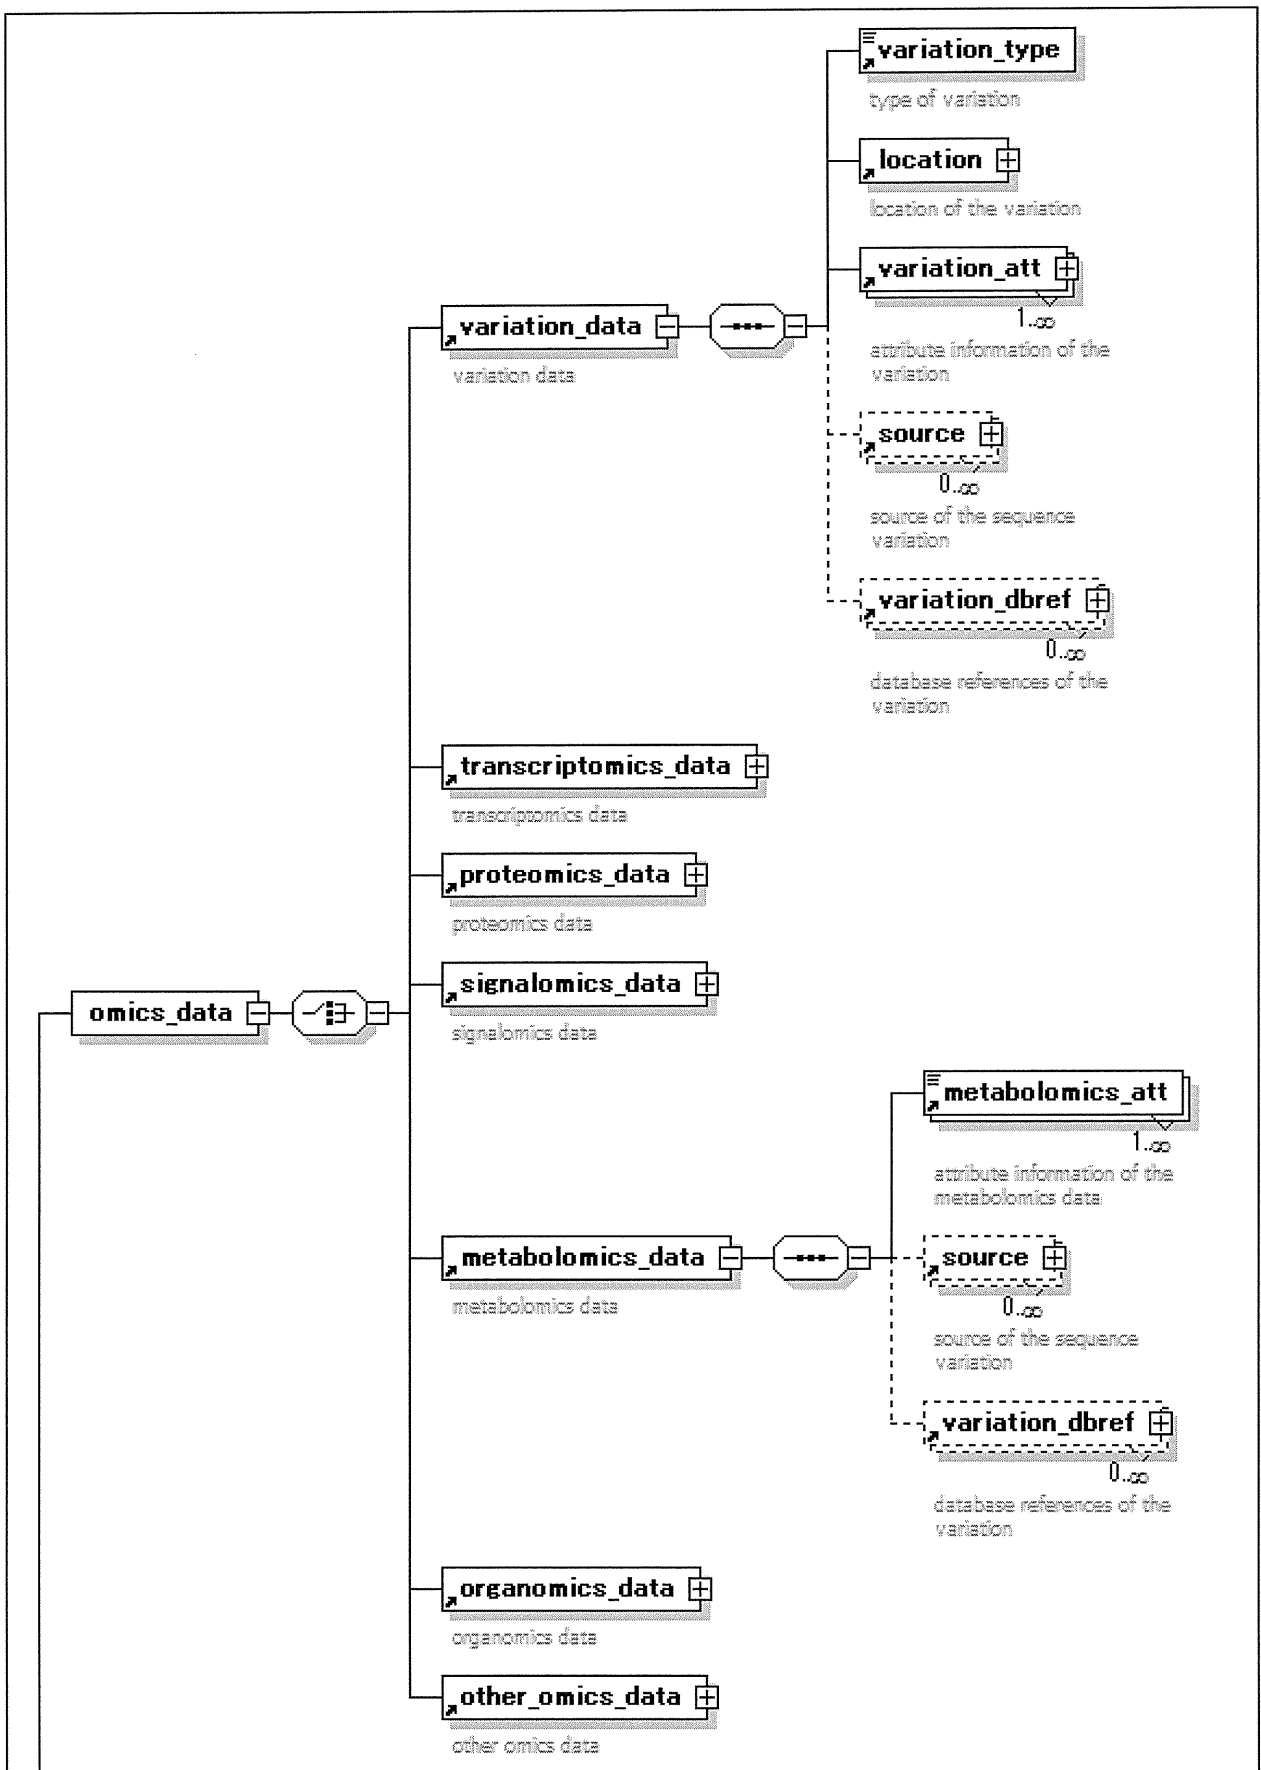 variation_type
type of variation
location
location of the variation
variation_att
1..∞
attribute information of the
variation
variation_data
variation data
source
0..∞
source of the sequence
variation
variation_dbref
0..∞
database references of the
variation
transcriptomics_data
transcriptomics data
proteomics_data
proteomics data
signalomics_data
signalomics data
omics_data
metabolomics_att
1..∞
attribute information of the
metabolomics data
metabolomics_data
metabolomics data
source
0..∞
source of the sequence
variation
variation_dbref
0..∞
database references of the
variation
organomics_data
organomics data
other_omics_data
other omics data